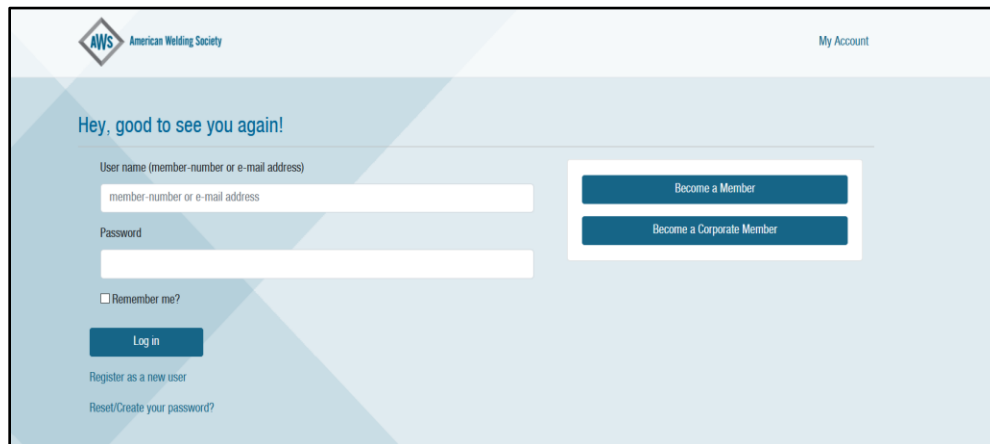 AWS American Welding Society
My Account
Hey, good to see you again!
User name (member-number or e-mail address)
member-number or e-mail address
Password
Remember me?
Log in
Register as a new user
Reset/Create your password?
Become a Member
Become a Corporate Member